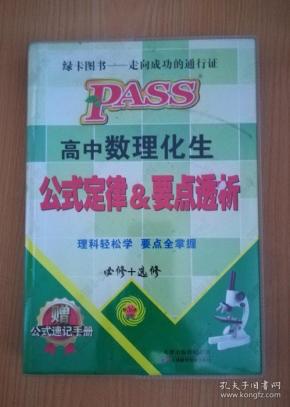 绿卡图书——走向成功的通行证
PASS
高中数理化生
公式定律&要点透析
理科轻松学 要点全掌握
必修+选修
赠
公式速记手册
孔夫子旧书网